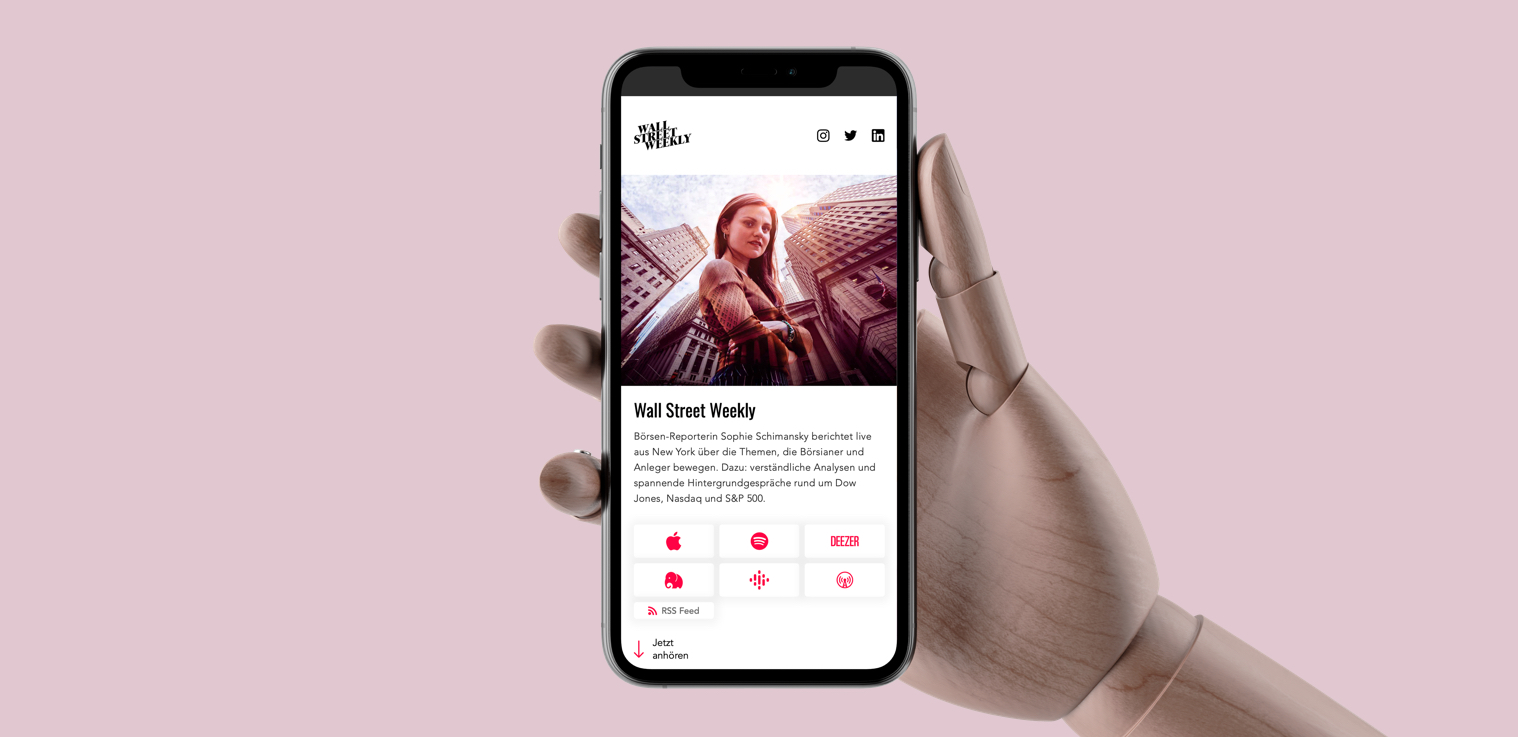 WALL
STREET
WEEKLY
Wall Street Weekly
Börsen-Reporterin Sophie Schimansky berichtet live
aus New York über die Themen, die Börsianer und
Anleger bewegen. Dazu: verständliche Analysen und
spannende Hintergrundgespräche rund um Dow
Jones, Nasdaq und S&P 500.
DEEZER
RSS Feed
Jetzt
anhören